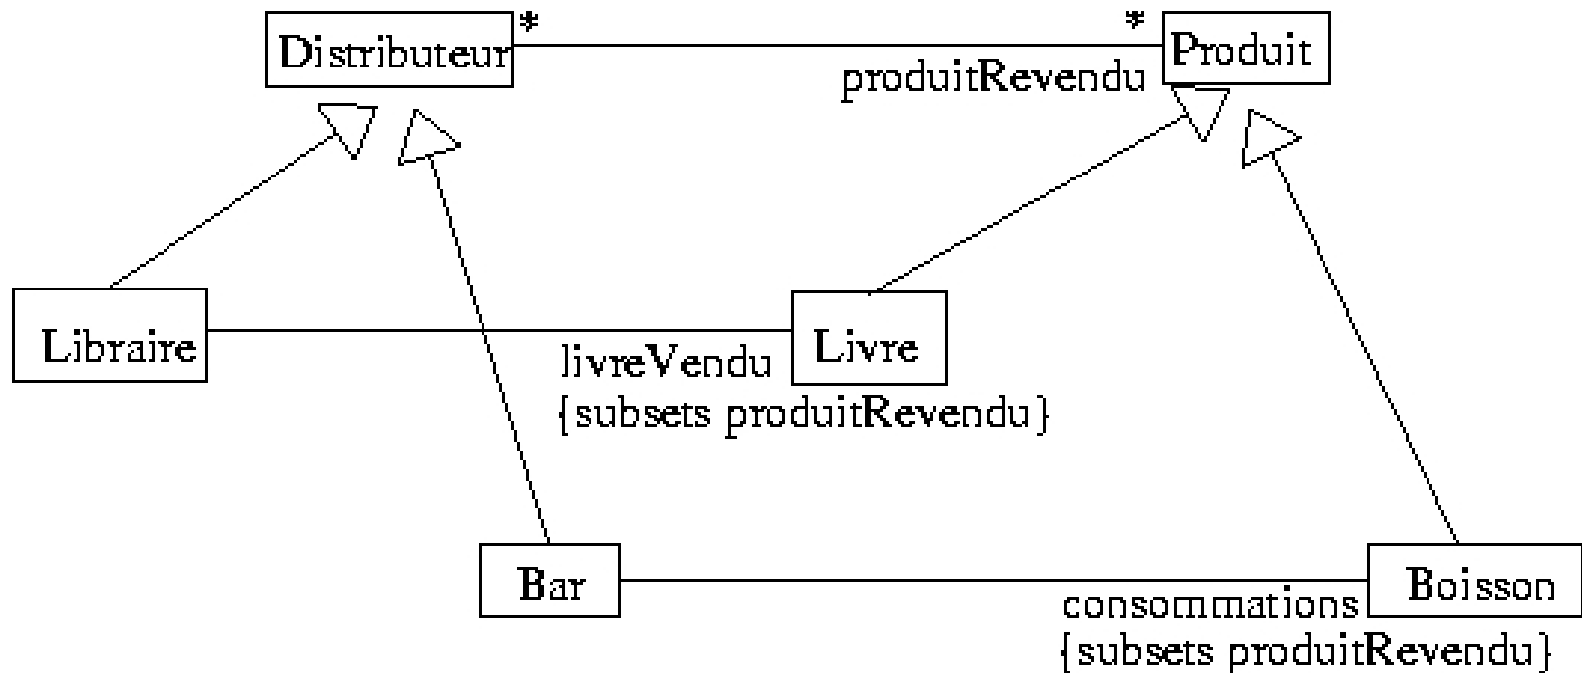 Distributeur
*
*
Produit
produitRevendu
Libraire
livreVendu
{subsets produitRevendu}
Livre
Bar
consommations
{subsets produitRevendu}
Boisson